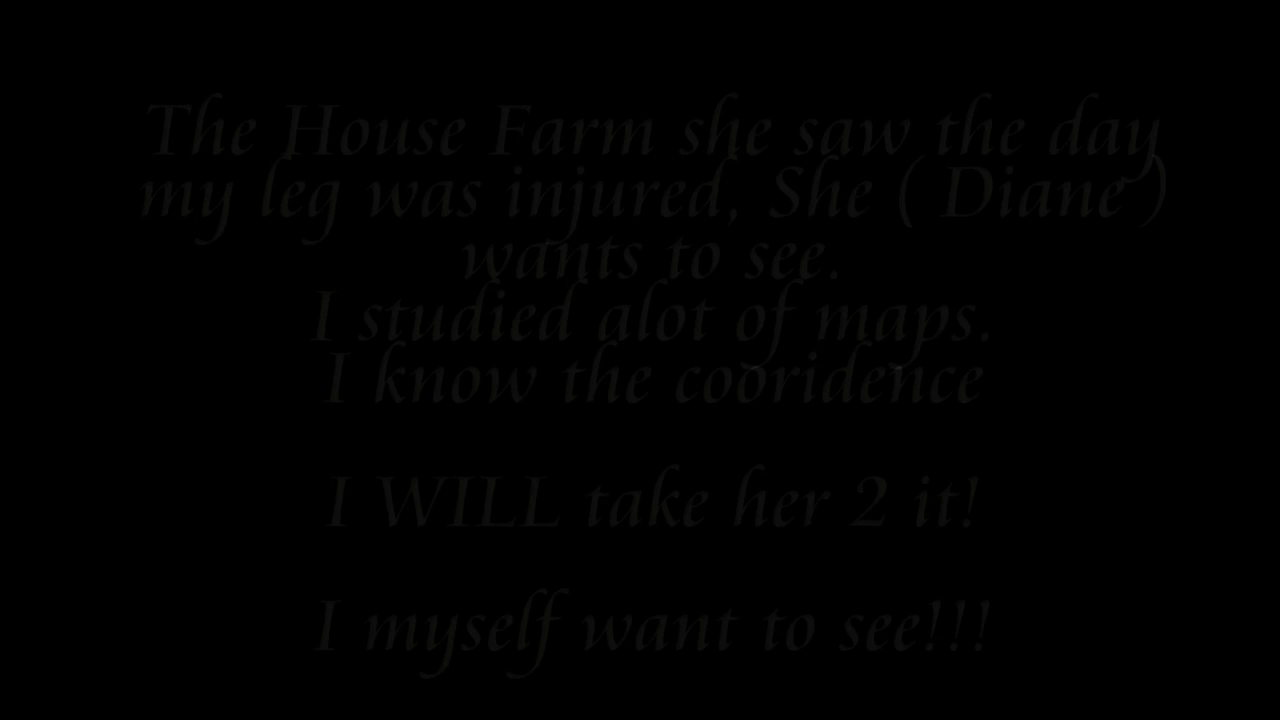 The House Farm she saw the day
my leg was injured, She ( Diane )
wants to see.
I studied alot of maps.
I know the cooridence
I WILL take her 2 it!
I myself want to see!!!